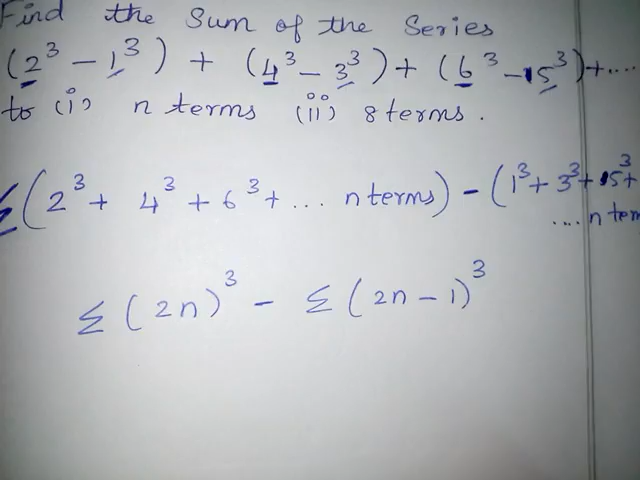 Find the Sum of the Series
(2³ - 1³) + (4³ - 3³) + (6³ - 5³) + ....
to (i) n terms (ii) 8 terms.
Σ(2³ + 4³ + 6³ + ... n terms) - (1³ + 3³ + 5³ +
.... n term
Σ(2n)³ - Σ(2n - 1)³